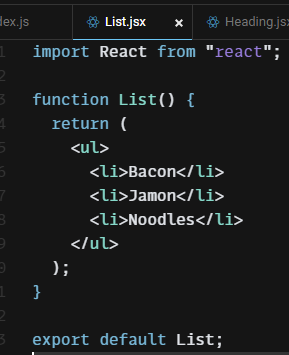 dex.js List.jsx × Heading.jsx
import React from "react";
function List() {
return (
<ul>
<li>Bacon</li>
<li>Jamon</li>
<li>Noodles</li>
</ul>
);
}
export default List;